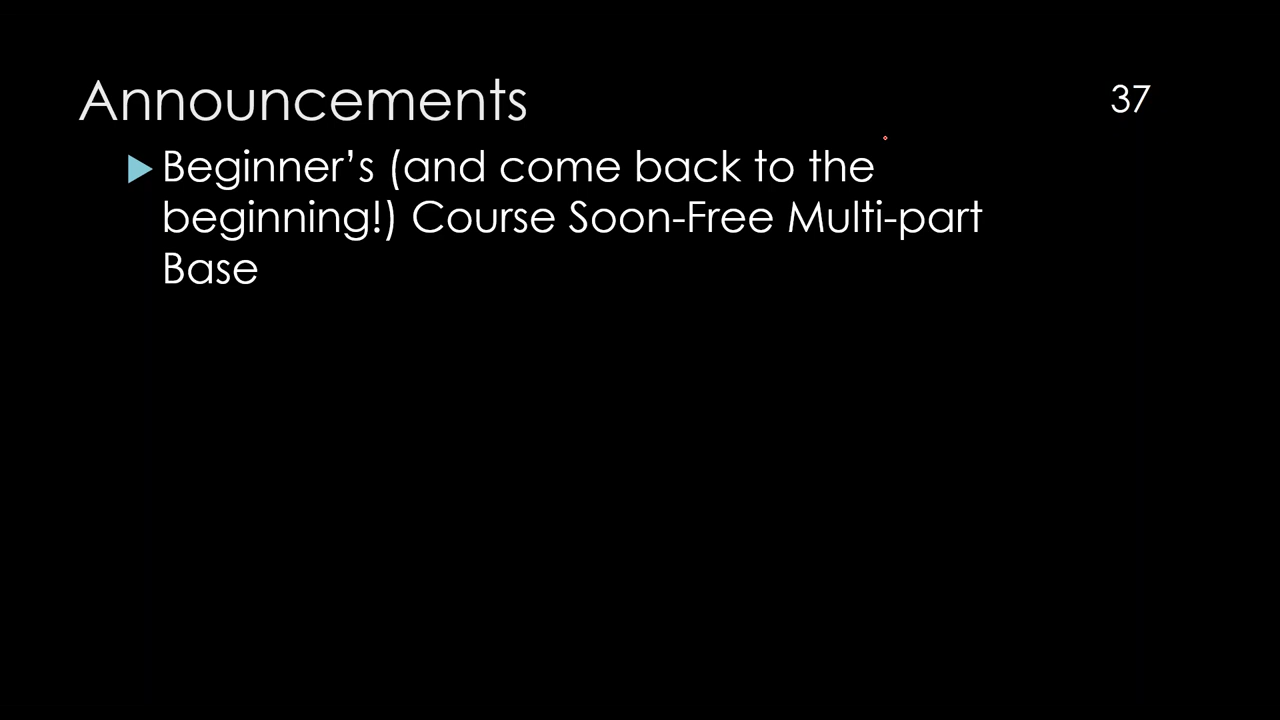 Announcements
37
Beginner’s (and come back to the
beginning!) Course Soon-Free Multi-part
Base